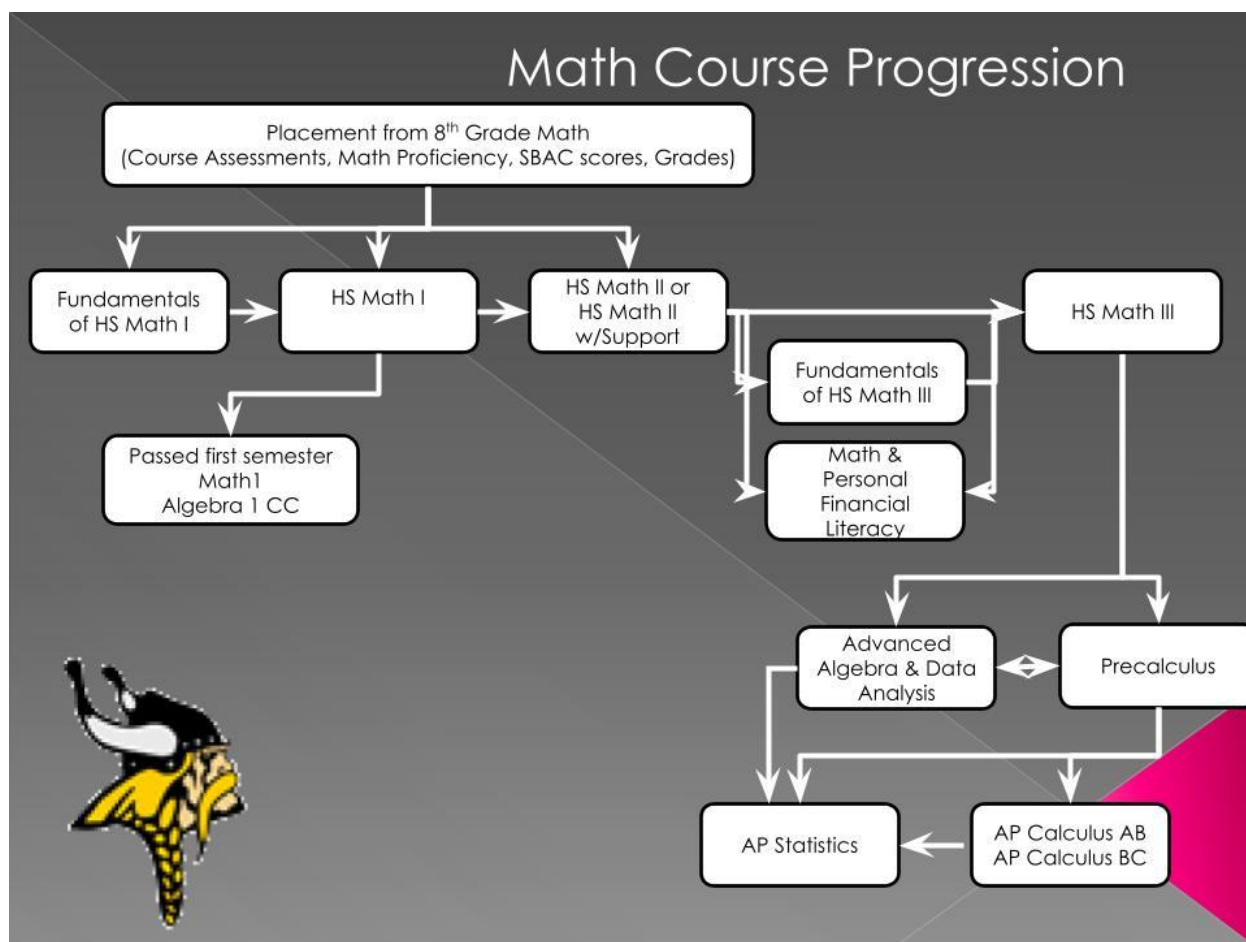 Math Course Progression
Placement from 8th Grade Math
(Course Assessments, Math Proficiency, SBAC scores, Grades)
Fundamentals
of HS Math I
HS Math I
HS Math II or
HS Math II
w/Support
HS Math III
Fundamentals
of HS Math III
Passed first semester
Math1
Algebra 1 CC
Math &
Personal
Financial
Literacy
Advanced
Algebra & Data
Analysis
Precalculus
AP Statistics
AP Calculus AB
AP Calculus BC